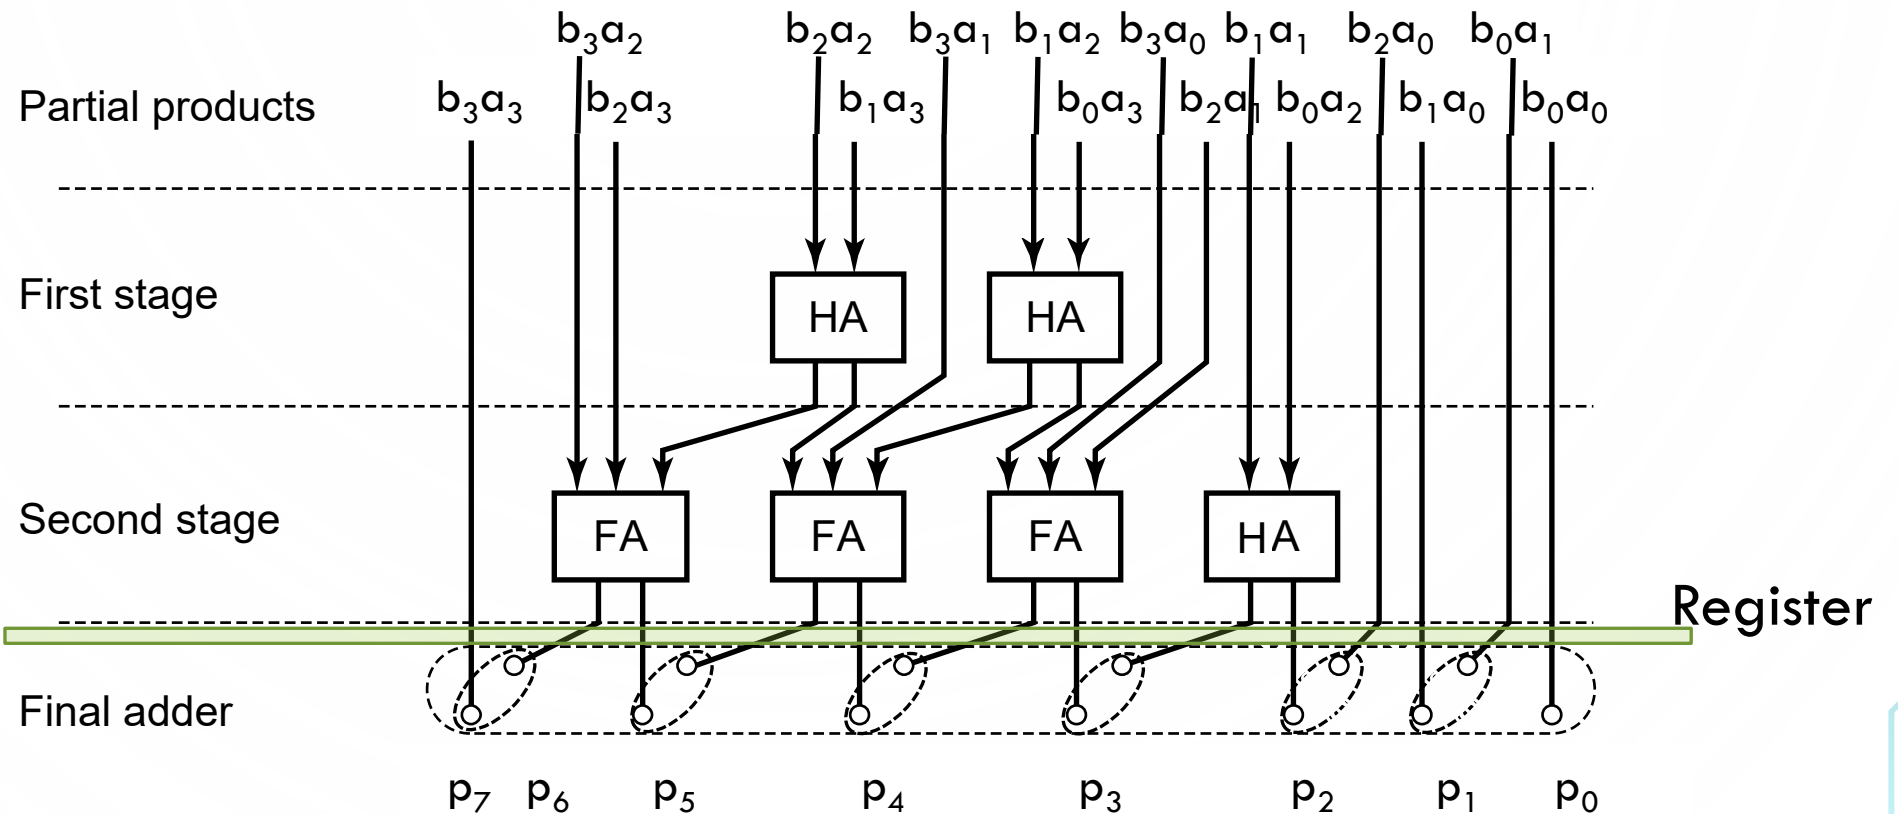 b₃a₂ b₂a₂ b₃a₁ b₁a₂ b₃a₀ b₁a₁ b₂a₀ b₀a₁
Partial products b₃a₃ b₂a₃ b₁a₃ b₀a₃ b₂a₁ b₀a₂ b₁a₀ b₀a₀
First stage HA HA
Second stage FA FA FA HA
Register
Final adder
p₇ p₆ p₅ p₄ p₃ p₂ p₁ p₀